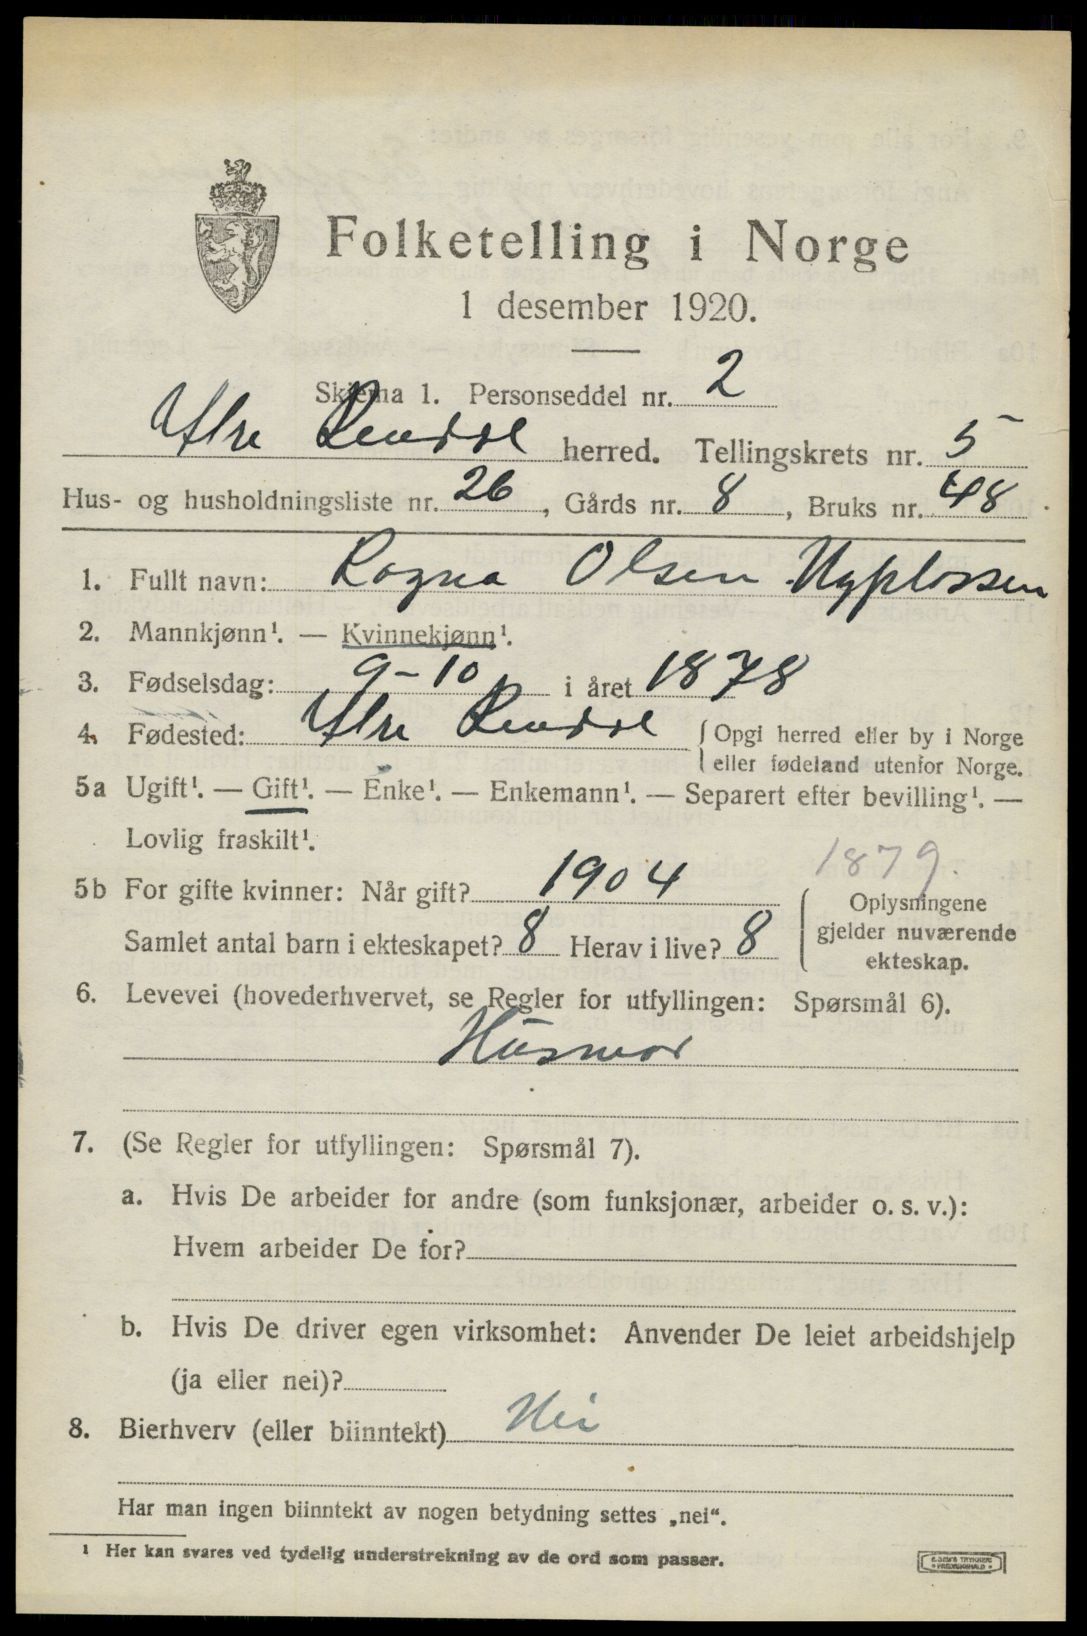 Folketelling i Norge
1 desember 1920.
Skjema 1. Personseddel nr. 2
Ytre Rendal herred. Tellingskrets nr. 5
Hus- og husholdningsliste nr. 26, Gårds nr. 8, Bruks nr. 48
1. Fullt navn: Ragna Olsen Nyplassen
2. Mannkjønn¹. — Kvinnekjønn¹.
3. Fødselsdag: 9-10 i året 1878
4. Fødested: Ytre Rendal {Opgi herred eller by i Norge
eller fødeland utenfor Norge.
5a Ugift¹. — Gift¹. — Enke¹. — Enkemann¹. — Separert efter bevilling¹. —
Lovlig fraskilt¹.
1879.
5b For gifte kvinner: Når gift? 1904
Samlet antal barn i ekteskapet? 8 Herav i live? 8
{Oplysningene
gjelder nuværende
ekteskap.
6. Levevei (hovederhvervet, se Regler for utfyllingen: Spørsmål 6).
Husmor
7. (Se Regler for utfyllingen: Spørsmål 7).
a. Hvis De arbeider for andre (som funksjonær, arbeider o. s. v.):
Hvem arbeider De for?
b. Hvis De driver egen virksomhet: Anvender De leiet arbeidshjelp
(ja eller nei)?
8. Bierhverv (eller biinntekt) Nei
Har man ingen biinntekt av nogen betydning settes „nei“.
¹ Her kan svares ved tydelig understrekning av de ord som passer.